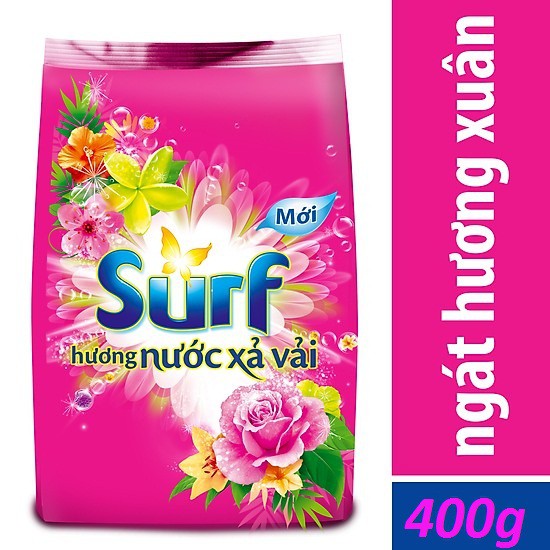 Mới
Surf
hương nước xả vải
ngát hương xuân
400g